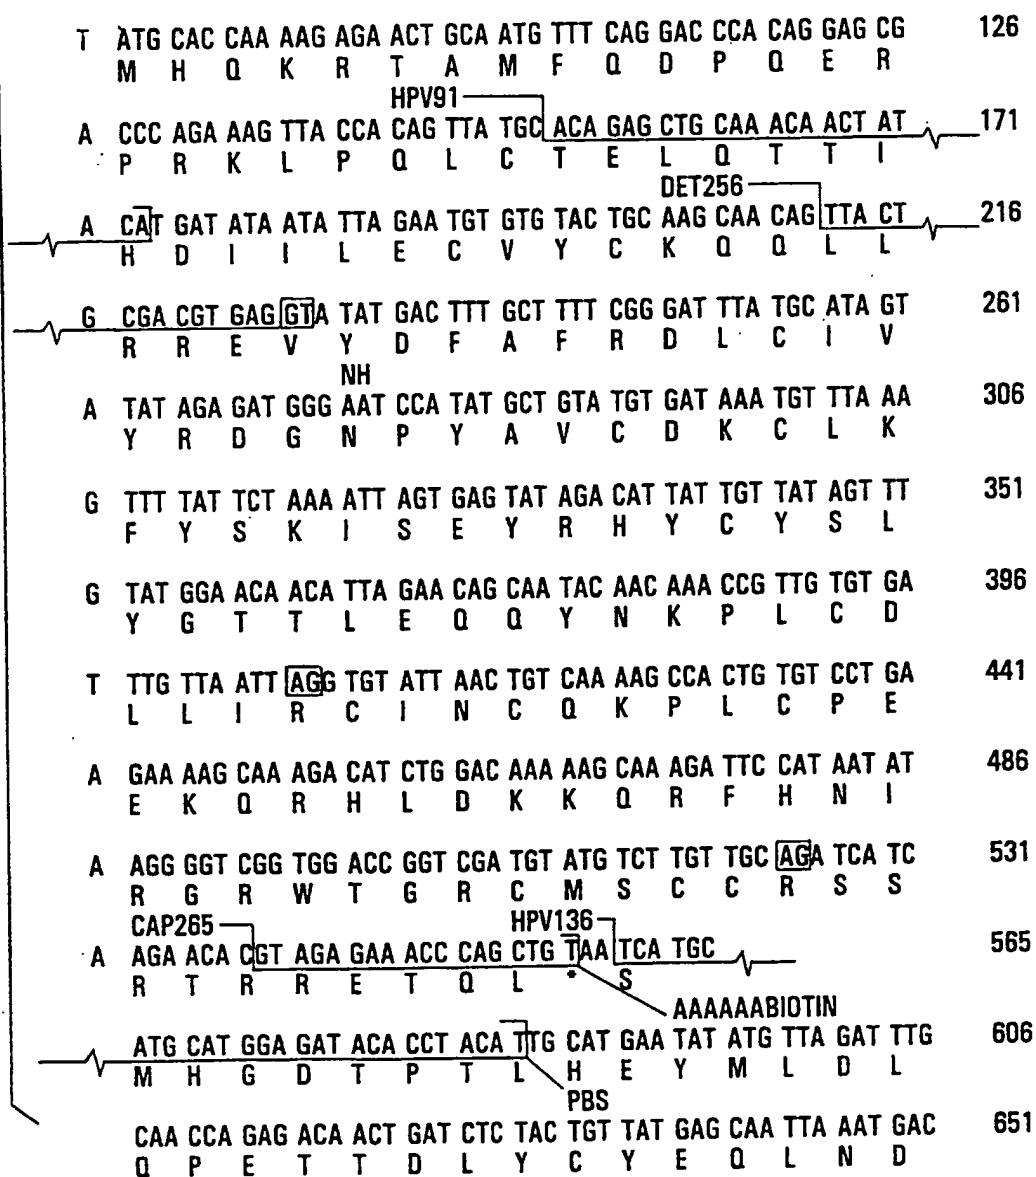 T ATG CAC CAA AAG AGA ACT GCA ATG TTT CAG GAC CCA CAG GAG CG 126
M H Q K R T A M F Q D P Q E R
HPV91
A CCC AGA AAG TTA CCA CAG TTA TGC ACA GAG CTG CAA ACA ACT AT 171
P R K L P Q L C T E L Q T T I
DET256
A CAT GAT ATA ATA TTA GAA TGT GTG TAC TGC AAG CAA CAG TTA CT 216
H D I I L E C V Y C K Q Q L L
G CGA CGT GAG GTA TAT GAC TTT GCT TTT CGG GAT TTA TGC ATA GT 261
R R E V Y D F A F R D L C I V
NH
A TAT AGA GAT GGG AAT CCA TAT GCT GTA TGT GAT AAA TGT TTA AA 306
Y R D G N P Y A V C D K C L K
G TTT TAT TCT AAA ATT AGT GAG TAT AGA CAT TAT TGT TAT AGT TT 351
F Y S K I S E Y R H Y C Y S L
G TAT GGA ACA ACA TTA GAA CAG CAA TAC AAC AAA CCG TTG TGT GA 396
Y G T T L E Q Q Y N K P L C D
T TTG TTA ATT AGG TGT ATT AAC TGT CAA AAG CCA CTG TGT CCT GA 441
L L I R C I N C Q K P L C P E
A GAA AAG CAA AGA CAT CTG GAC AAA AAG CAA AGA TTC CAT AAT AT 486
E K Q R H L D K K Q R F H N I
A AGG GGT CGG TGG ACC GGT CGA TGT ATG TCT TGT TGC AGA TCA TC 531
R G R W T G R C M S C C R S S
CAP265 HPV136
A AGA ACA CGT AGA GAA ACC CAG CTG TAA TCA TGC 565
R T R R E T Q L * S
AAAAAABIOTIN
ATG CAT GGA GAT ACA CCT ACA TTG CAT GAA TAT ATG TTA GAT TTG 606
M H G D T P T L H E Y M L D L
PBS
CAA CCA GAG ACA ACT GAT CTC TAC TGT TAT GAG CAA TTA AAT GAC 651
Q P E T T D L Y C Y E Q L N D